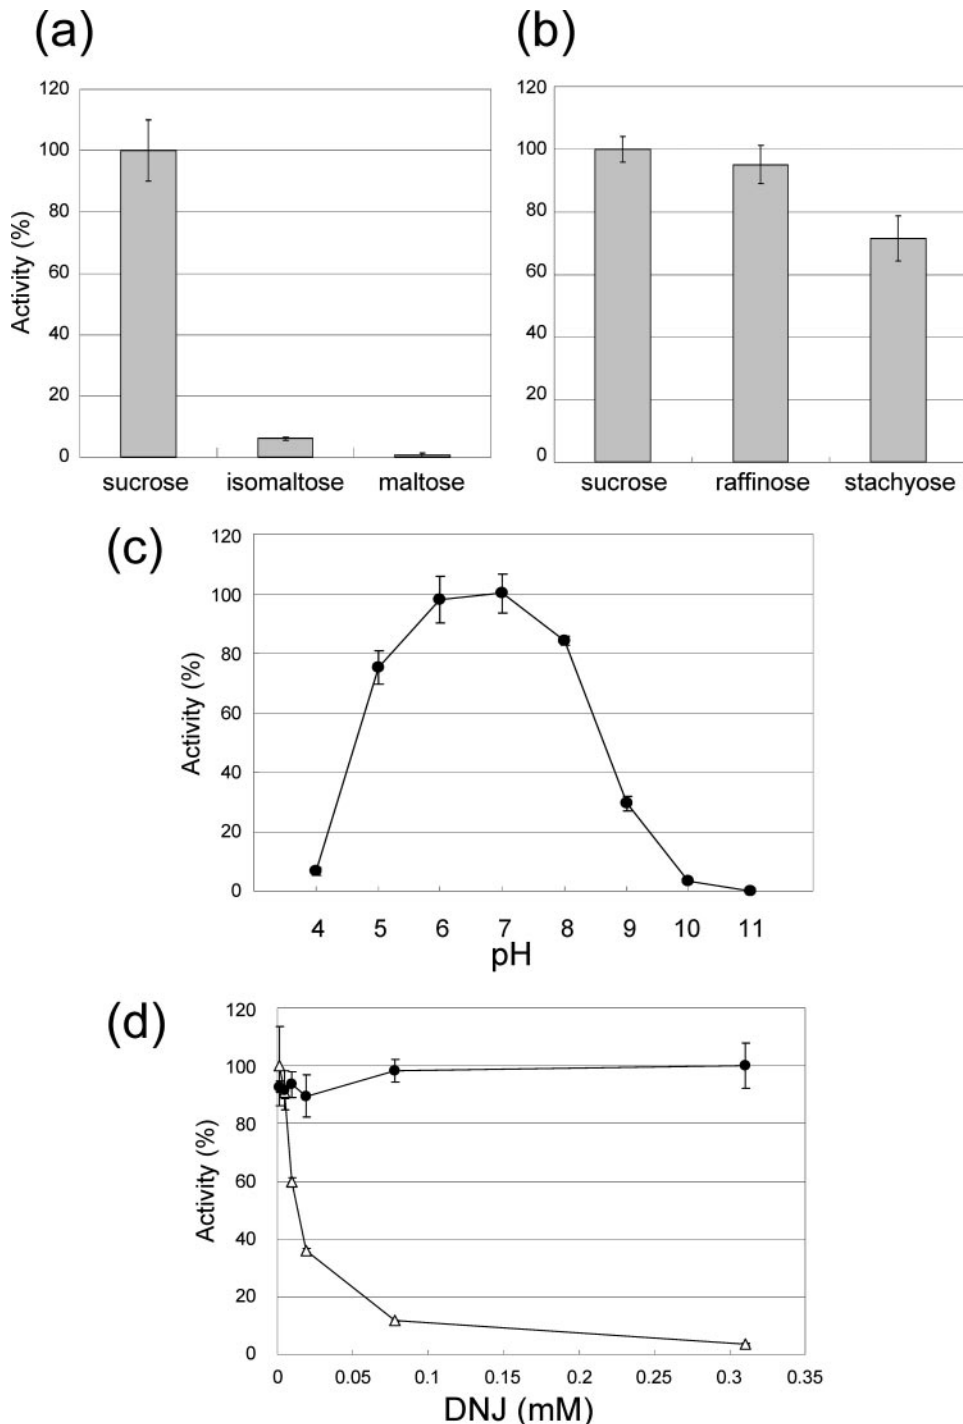 (a)
120
100
80
60
40
20
0
Activity (%)
sucrose isomaltose maltose
(b)
120
100
80
60
40
20
0
sucrose raffinose stachyose
(c)
120
100
80
60
40
20
0
Activity (%)
4 5 6 7 8 9 10 11
pH
(d)
120
100
80
60
40
20
0
Activity (%)
0 0.05 0.1 0.15 0.2 0.25 0.3 0.35
DNJ (mM)